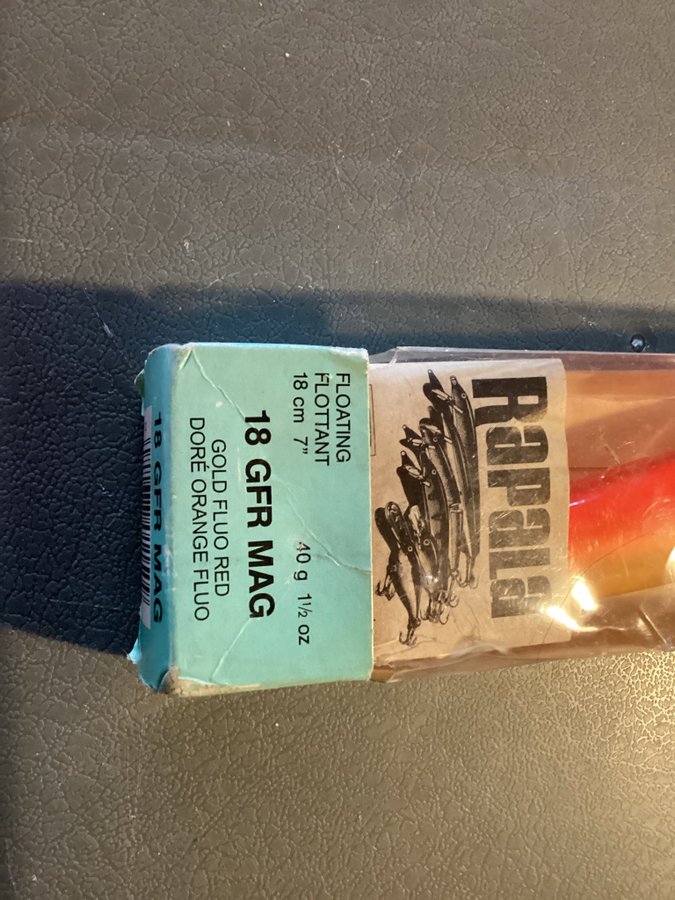 FLOATING
FLOTTANT
18 cm 7" 40 g 1½ oz
18 GFR MAG
GOLD FLUO RED
DORÉ ORANGE FLUO
18 GFR MAG
RAPALA